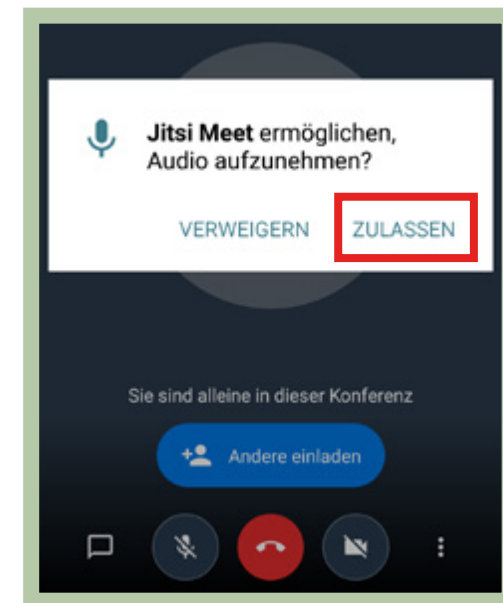 Jitsi Meet ermöglichen,
Audio aufzunehmen?
VERWEIGERN ZULASSEN
Sie sind alleine in dieser Konferenz
Andere einladen